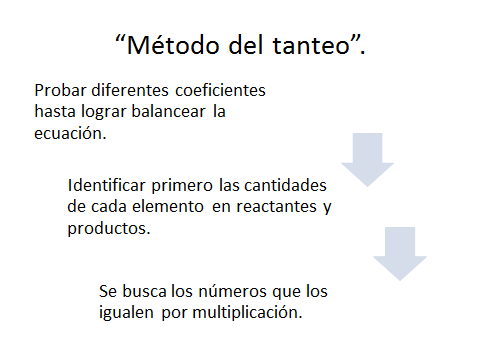 “Método del tanteo”.
Probar diferentes coeficientes
hasta lograr balancear la
ecuación.
Identificar primero las cantidades
de cada elemento en reactantes y
productos.
Se busca los números que los
igualen por multiplicación.